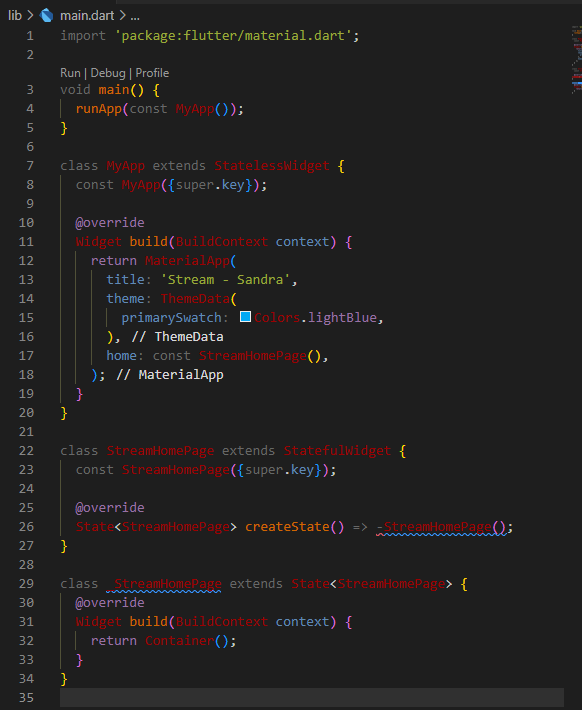 lib > main.dart > ...
1 import 'package:flutter/material.dart';
2
Run | Debug | Profile
3 void main() {
4   runApp(const MyApp());
5 }
6
7 class MyApp extends StatelessWidget {
8   const MyApp({super.key});
9
10   @override
11   Widget build(BuildContext context) {
12     return MaterialApp(
13       title: 'Stream - Sandra',
14       theme: ThemeData(
15         primarySwatch: Colors.lightBlue,
16       ), // ThemeData
17       home: const StreamHomePage(),
18     ); // MaterialApp
19   }
20 }
21
22 class StreamHomePage extends StatefulWidget {
23   const StreamHomePage({super.key});
24
25   @override
26   State<StreamHomePage> createState() => -StreamHomePage();
27 }
28
29 class _StreamHomePage extends State<StreamHomePage> {
30   @override
31   Widget build(BuildContext context) {
32     return Container();
33   }
34 }
35